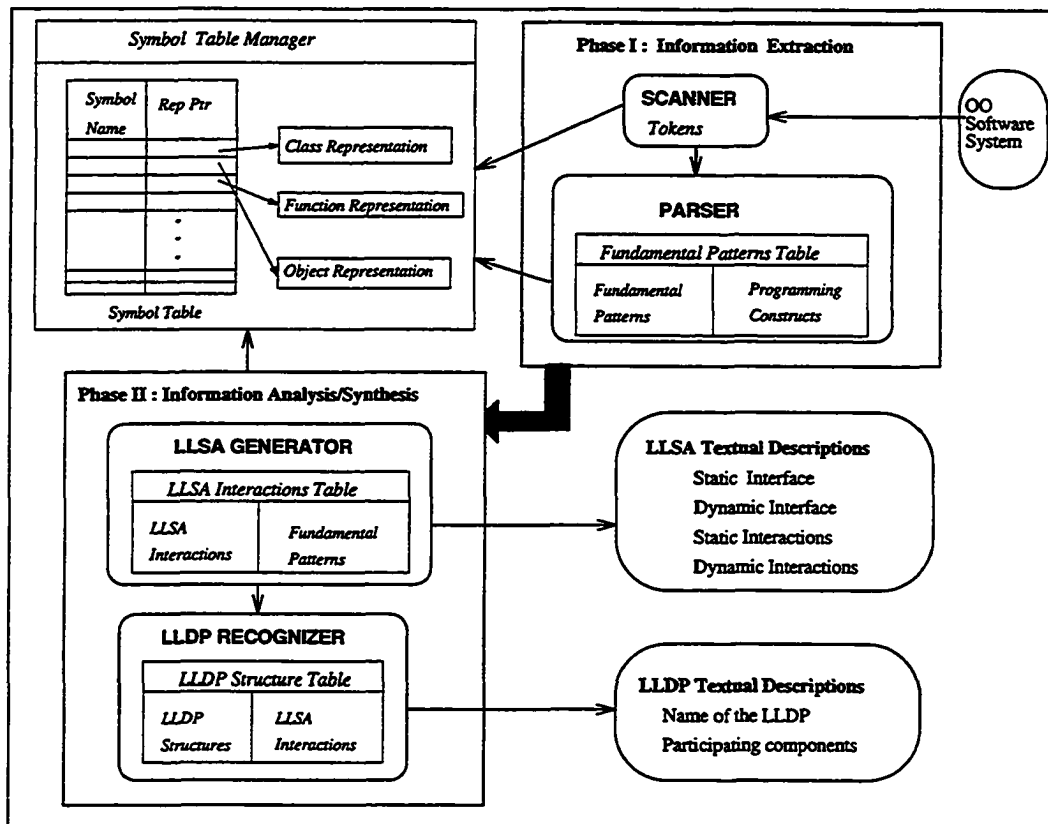 Symbol Table Manager
Symbol
Name
Rep Ptr
Class Representation
Function Representation
Object Representation
Symbol Table
Phase I : Information Extraction
SCANNER
Tokens
OO
Software
System
PARSER
Fundamental Patterns Table
Fundamental
Patterns
Programming
Constructs
Phase II : Information Analysis/Synthesis
LLSA GENERATOR
LLSA Interactions Table
LLSA
Interactions
Fundamental
Patterns
LLDP RECOGNIZER
LLDP Structure Table
LLDP
Structures
LLSA
Interactions
LLSA Textual Descriptions
Static Interface
Dynamic Interface
Static Interactions
Dynamic Interactions
LLDP Textual Descriptions
Name of the LLDP
Participating components